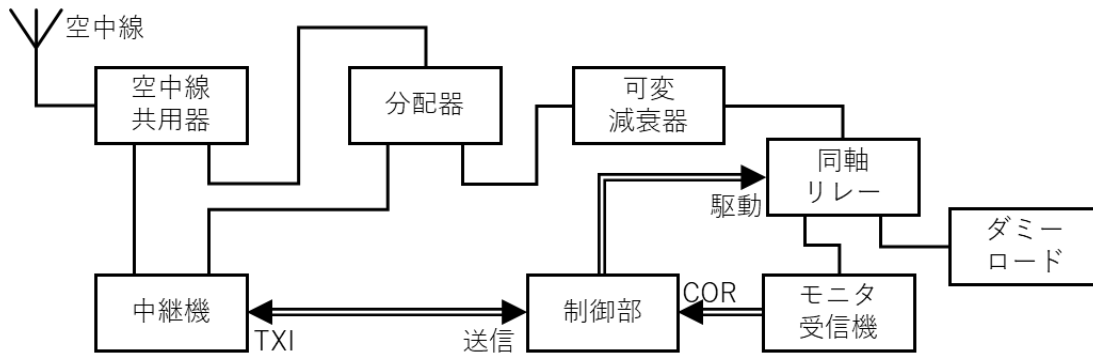 空中線
空中線
共用器
分配器
可変
減衰器
同軸
リレー
駆動
ダミー
ロード
中継機
TXI
送信
制御部
COR
モニタ
受信機